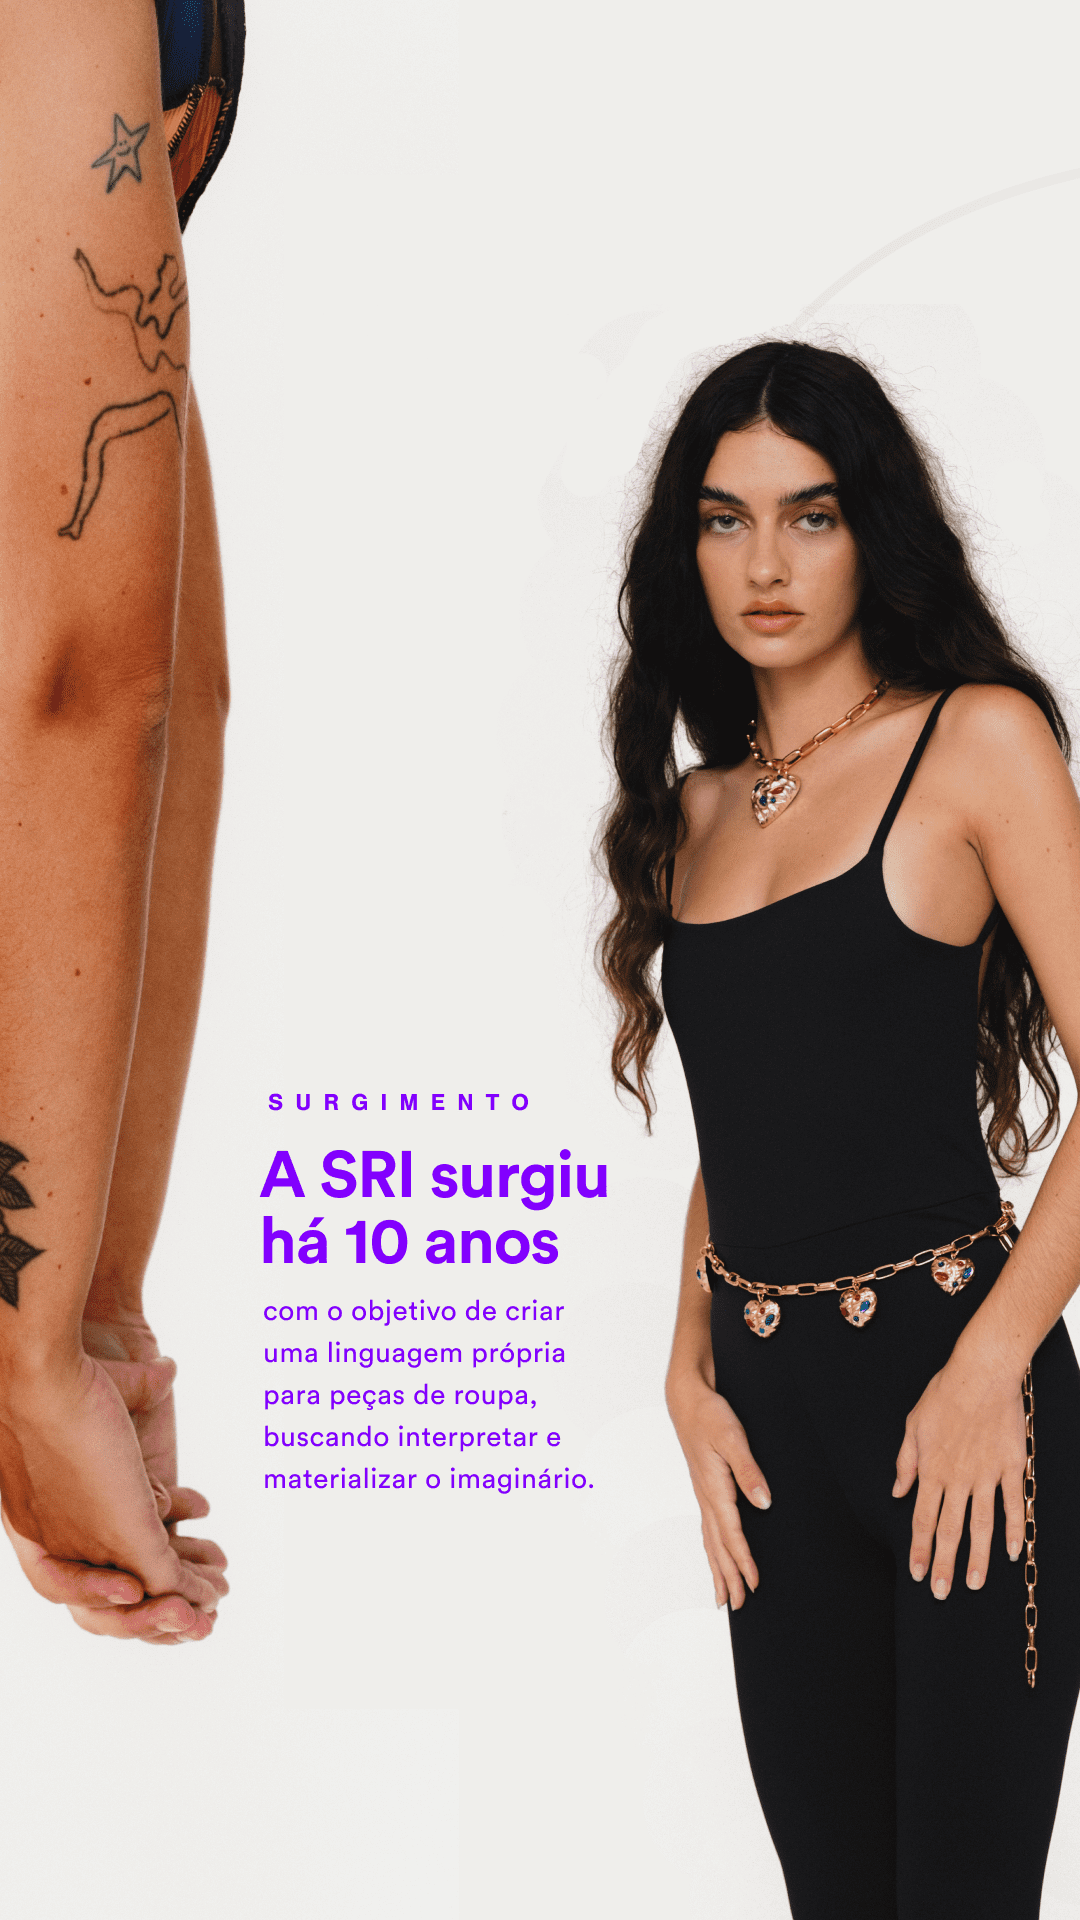 SURGIMENTO
A SRI surgiu
há 10 anos
com o objetivo de criar
uma linguagem própria
para peças de roupa,
buscando interpretar e
materializar o imaginário.